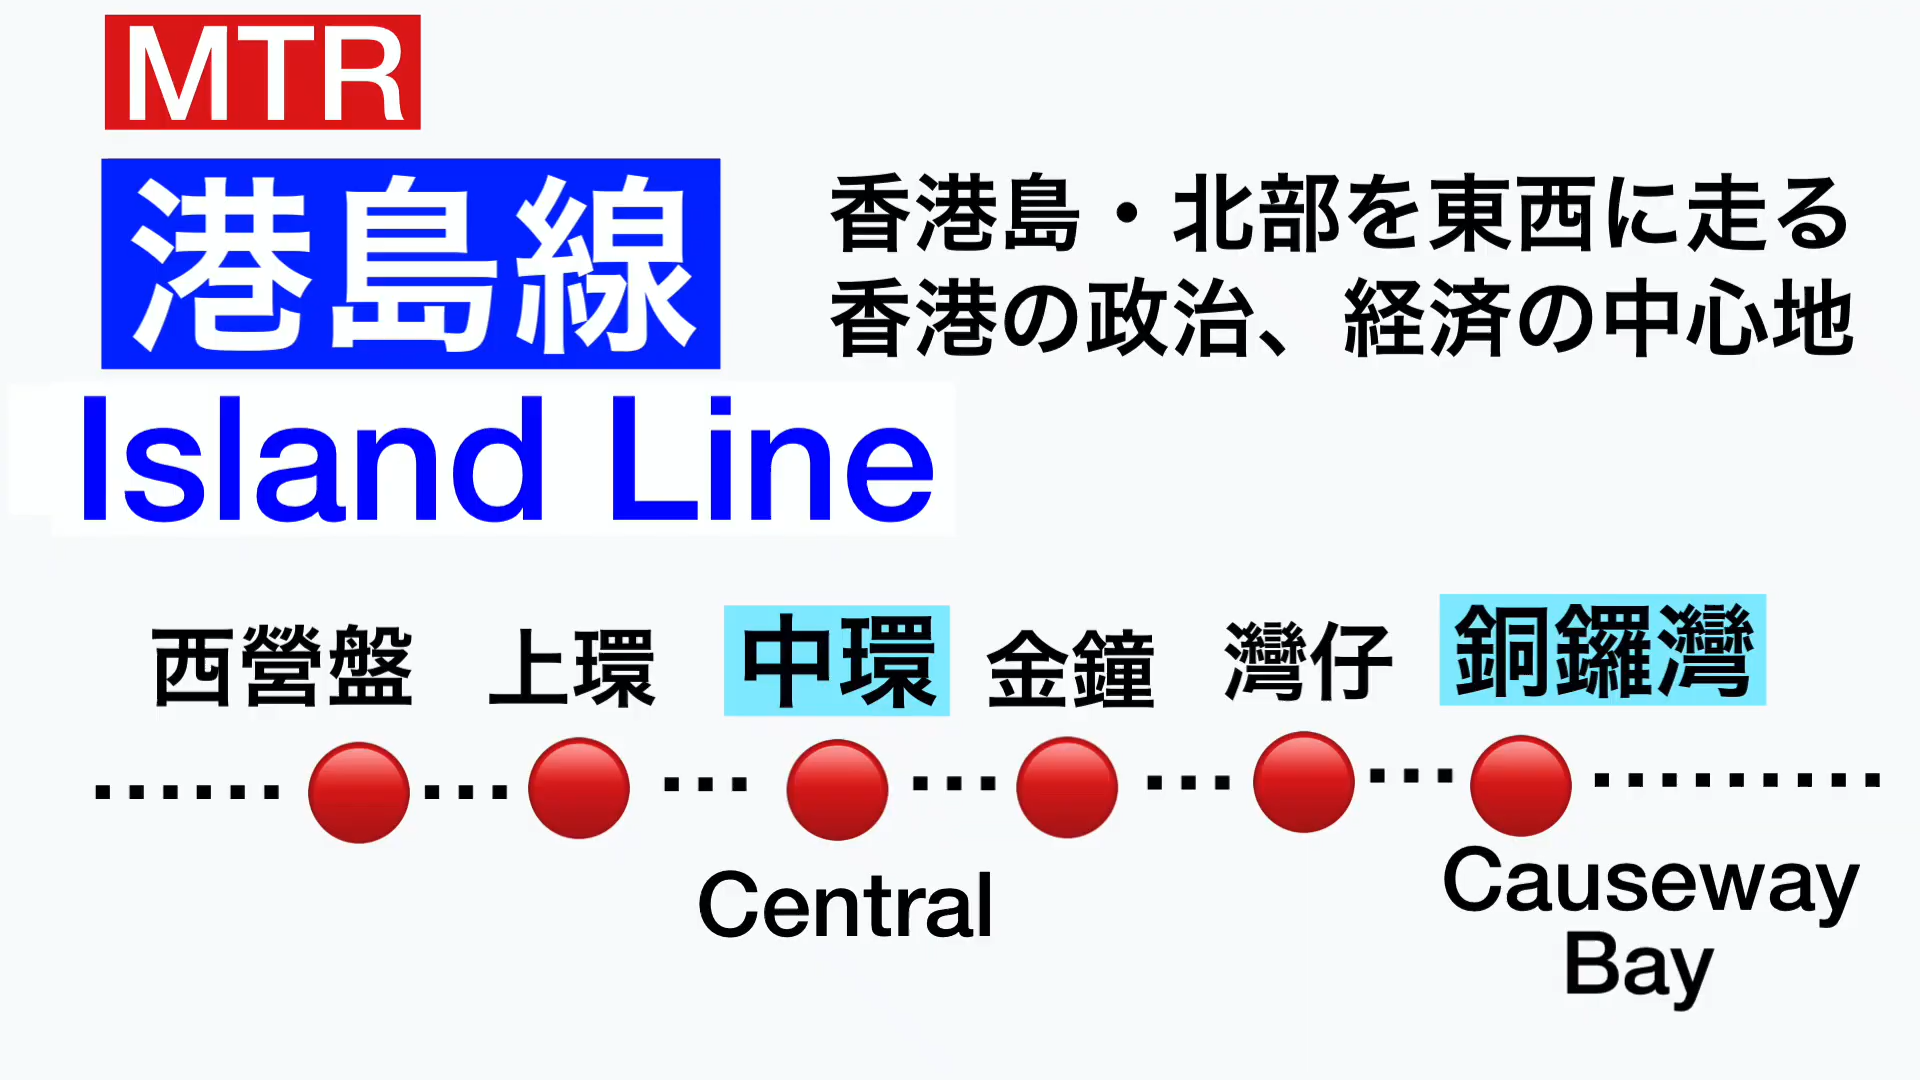 MTR
港島線
香港島・北部を東西に走る
香港の政治、経済の中心地
Island Line
西營盤 上環 中環 金鐘 灣仔 銅鑼灣
Central
Causeway
Bay